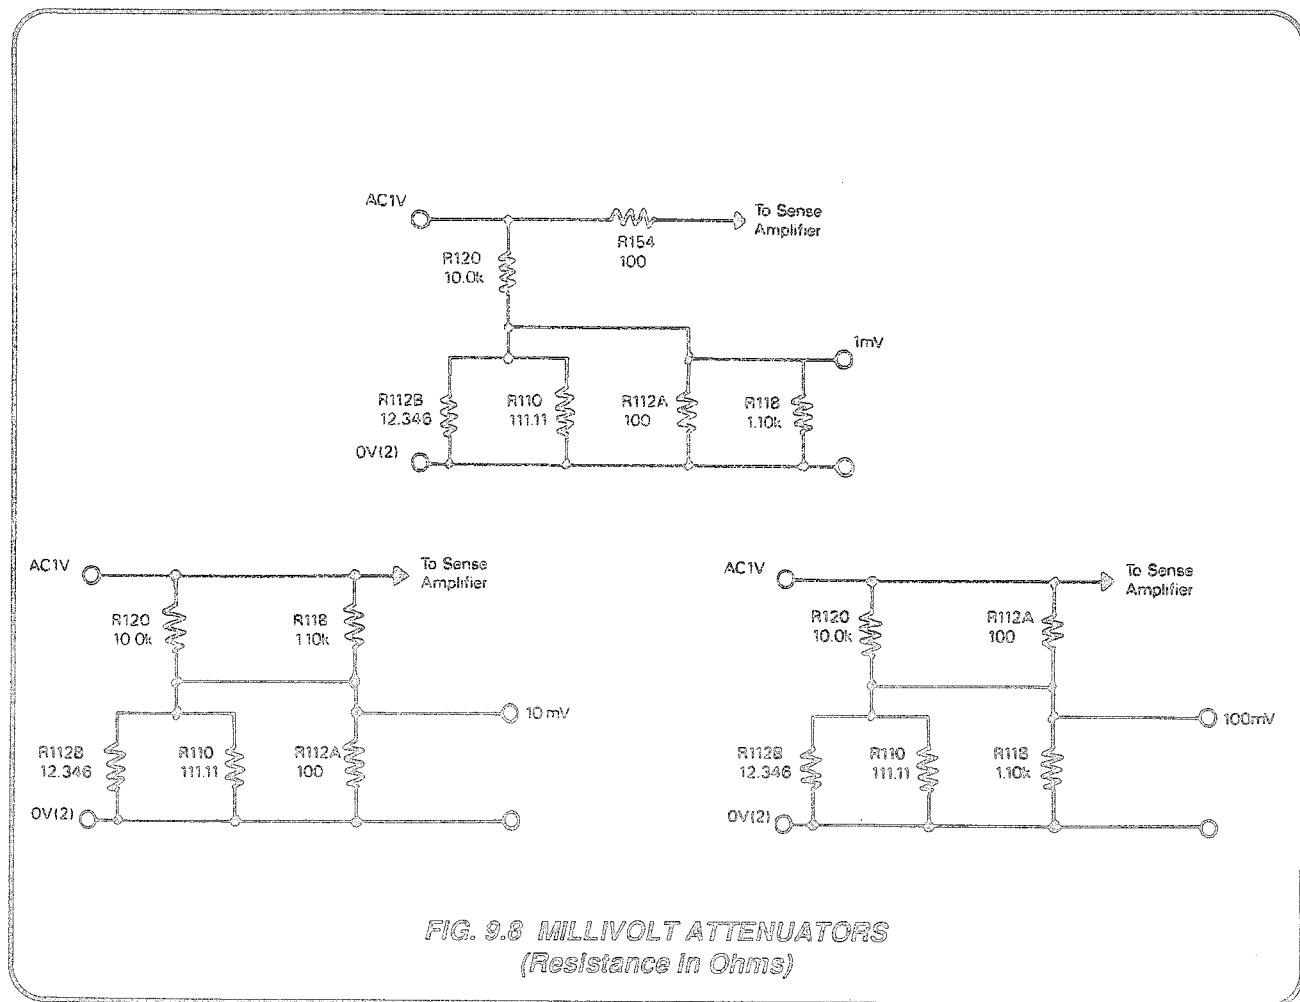 AC1V
To Sense
Amplifier
R154
100
R120
10.0k
1mV
R112B
12.346
R110
111.11
R112A
100
R118
1.10k
0V(2)
AC1V
To Sense
Amplifier
R120
10.0k
R118
1.10k
10 mV
R112B
12.346
R110
111.11
R112A
100
0V(2)
AC1V
To Sense
Amplifier
R120
10.0k
R112A
100
100mV
R112B
12.346
R110
111.11
R118
1.10k
0V(2)
FIG. 9.8 MILLIVOLT ATTENUATORS
(Resistance in Ohms)